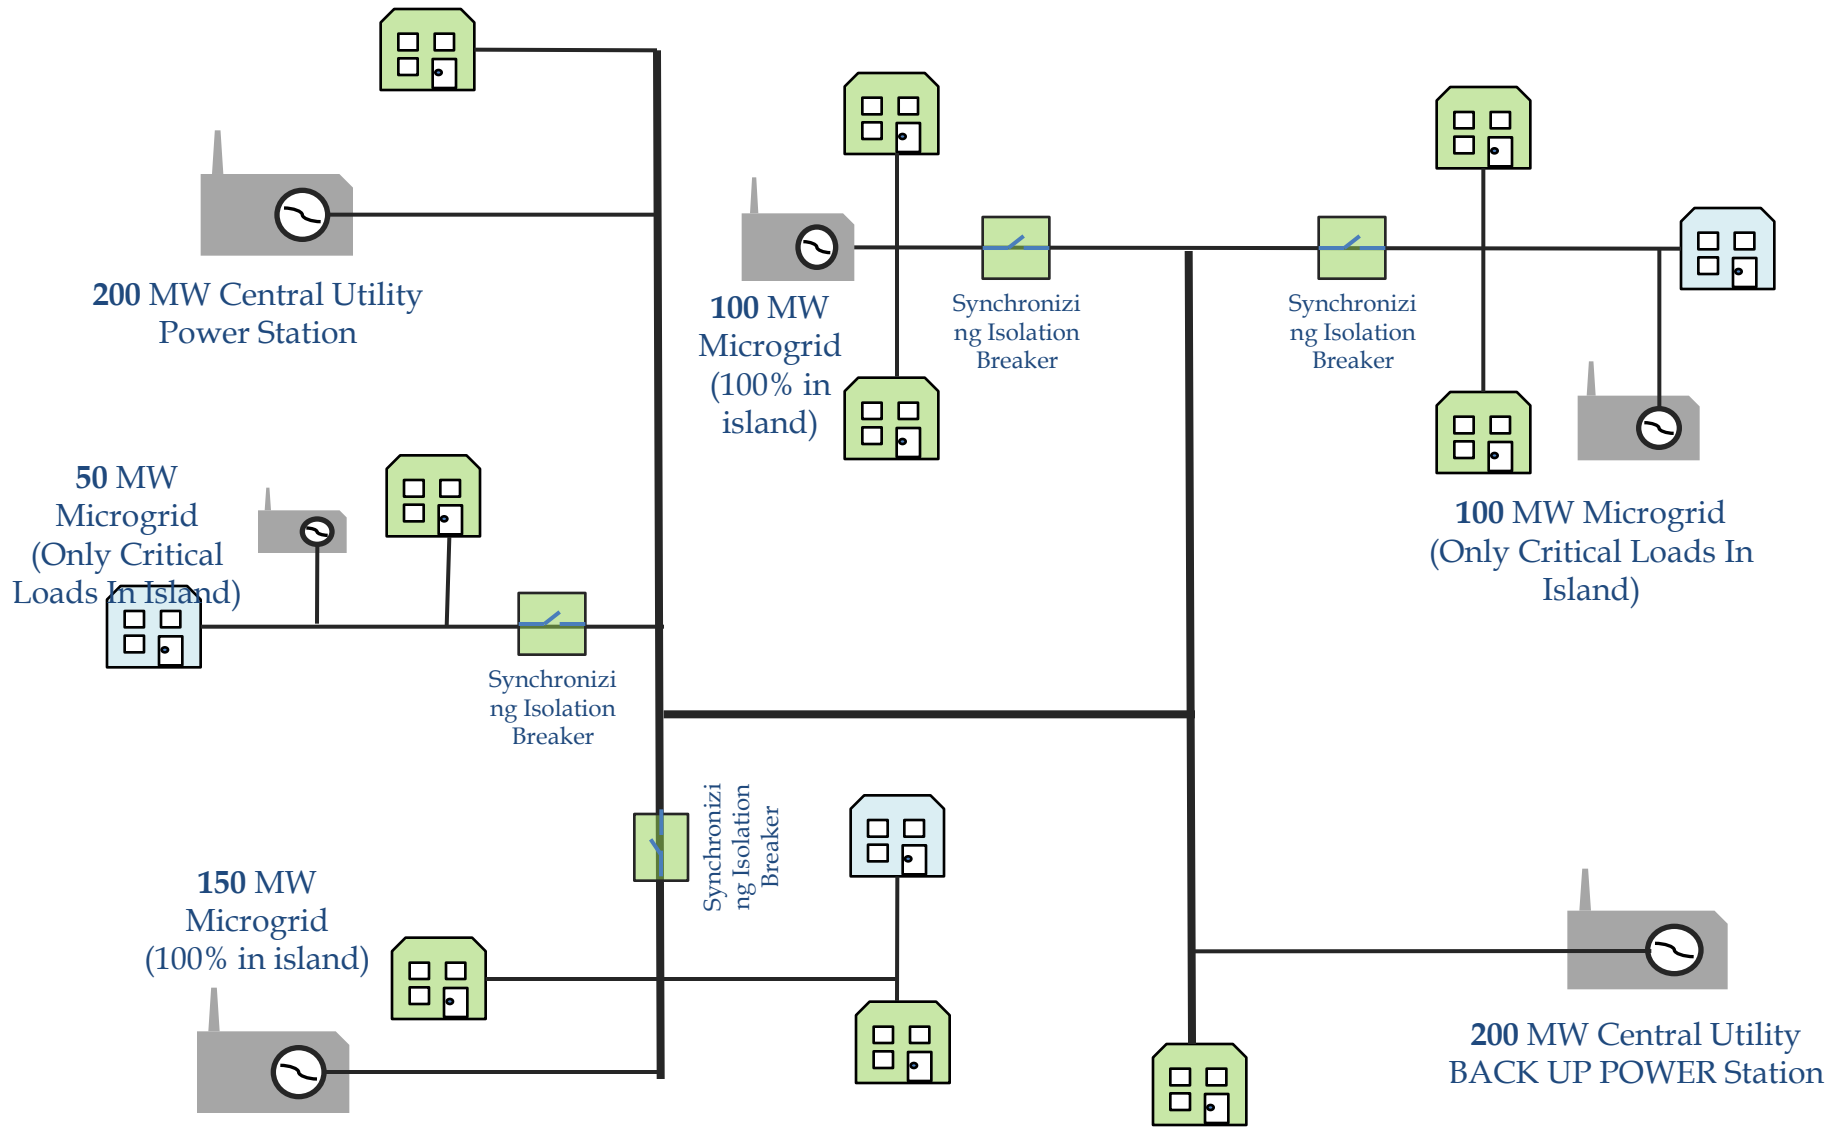 200 MW Central Utility
Power Station
100 MW
Microgrid
(100% in
island)
Synchronizi
ng Isolation
Breaker
Synchronizi
ng Isolation
Breaker
50 MW
Microgrid
(Only Critical
Loads In Island)
100 MW Microgrid
(Only Critical Loads In
Island)
Synchronizi
ng Isolation
Breaker
Synchronizi
ng Isolation
Breaker
150 MW
Microgrid
(100% in island)
200 MW Central Utility
BACK UP POWER Station